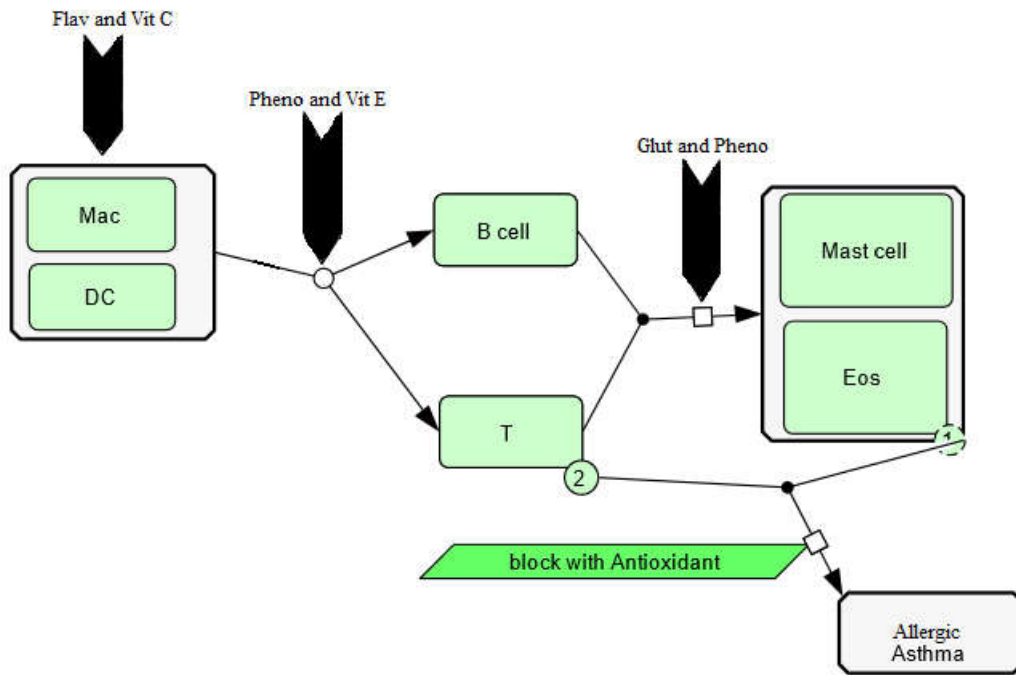 Flav and Vit C
Pheno and Vit E
Glut and Pheno
Mac
DC
B cell
Mast cell
Eos
T
1
2
block with Antioxidant
Allergic
Asthma